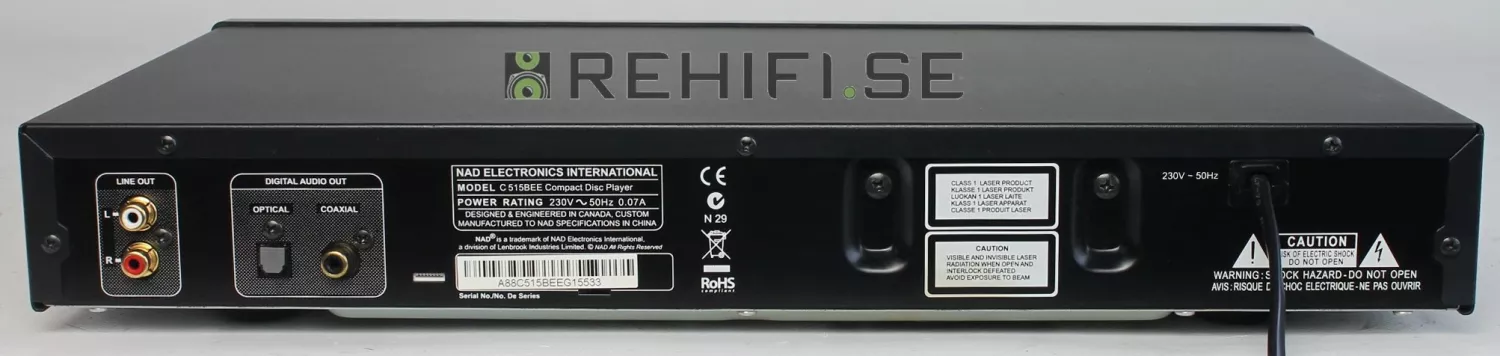 REHIFI.SE
LINE OUT
L
R
DIGITAL AUDIO OUT
OPTICAL
COAXIAL
NAD ELECTRONICS INTERNATIONAL
MODEL C 515BEE Compact Disc Player
POWER RATING 230V ~ 50Hz 0.07A
DESIGNED & ENGINEERED IN CANADA, CUSTOM
MANUFACTURED TO NAD SPECIFICATIONS IN CHINA
NAD® is a trademark of NAD Electronics International,
a division of Lenbrook Industries Limited. © NAD All Rights Reserved
A88C515BEEG15533
Serial No./No. De Series
CE
N 29
RoHS
compliant
CLASS 1 LASER PRODUCT
KLASSE 1 LASER PRODUKT
LUOKAN 1 LASER LAITE
KLASS 1 LASER APPARAT
CLASSE 1 PRODUIT LASER
CAUTION
VISIBLE AND INVISIBLE LASER
RADIATION WHEN OPEN AND
INTERLOCK DEFEATED
AVOID EXPOSURE TO BEAM
230V ~ 50Hz
CAUTION
RISK OF ELECTRIC SHOCK
DO NOT OPEN
WARNING: SHOCK HAZARD - DO NOT OPEN
AVIS: RISQUE DE CHOC ELECTRIQUE - NE PAS OUVRIR